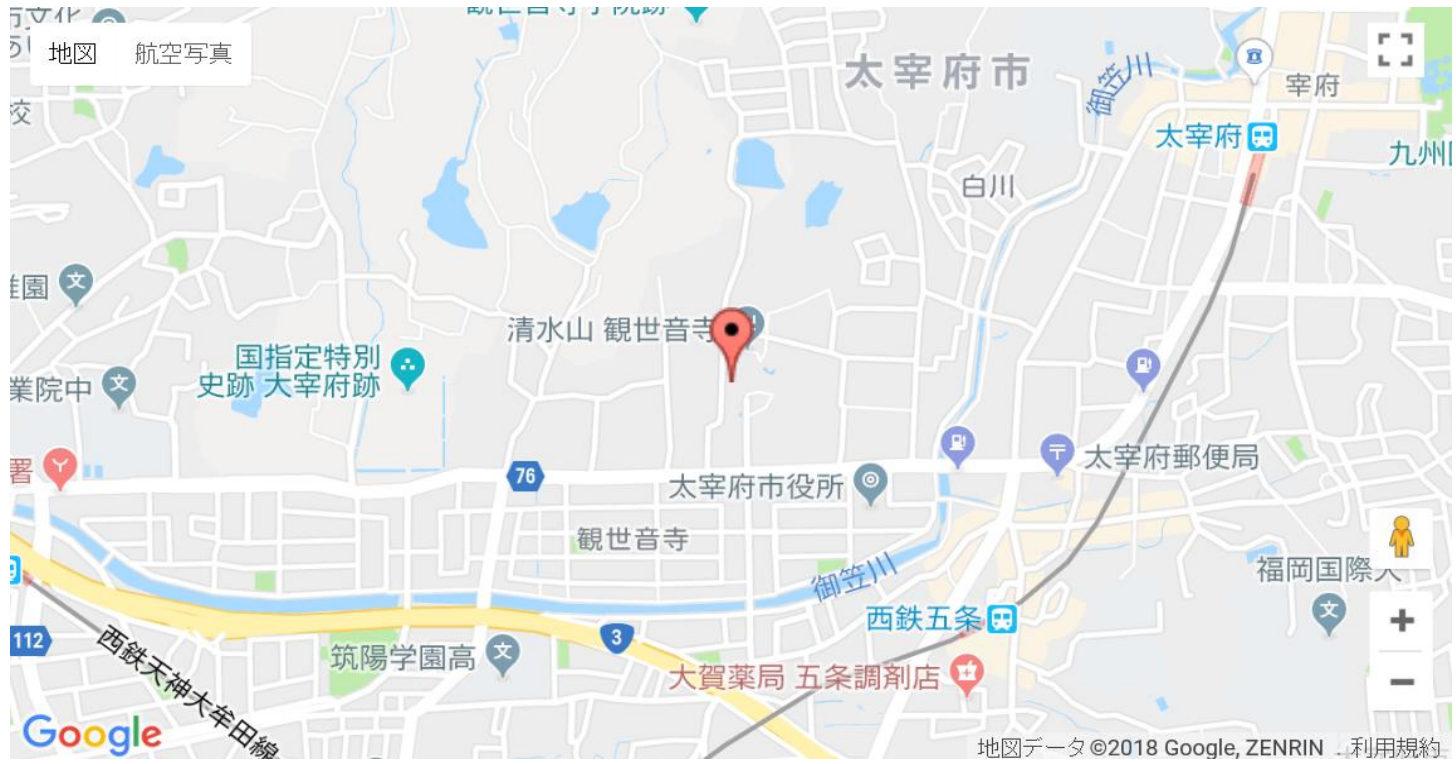 地図 航空写真
太宰府市
御笠川
宰府
太宰府
白川
清水山 観世音寺
国指定特別
史跡 大宰府跡
業院中
76
太宰府郵便局
太宰府市役所
観世音寺
御笠川
福岡国際
西鉄五条
112
3
筑陽学園高
西鉄天神大牟田線
大賀薬局 五条調剤店
Google
地図データ ©2018 Google, ZENRIN
利用規約